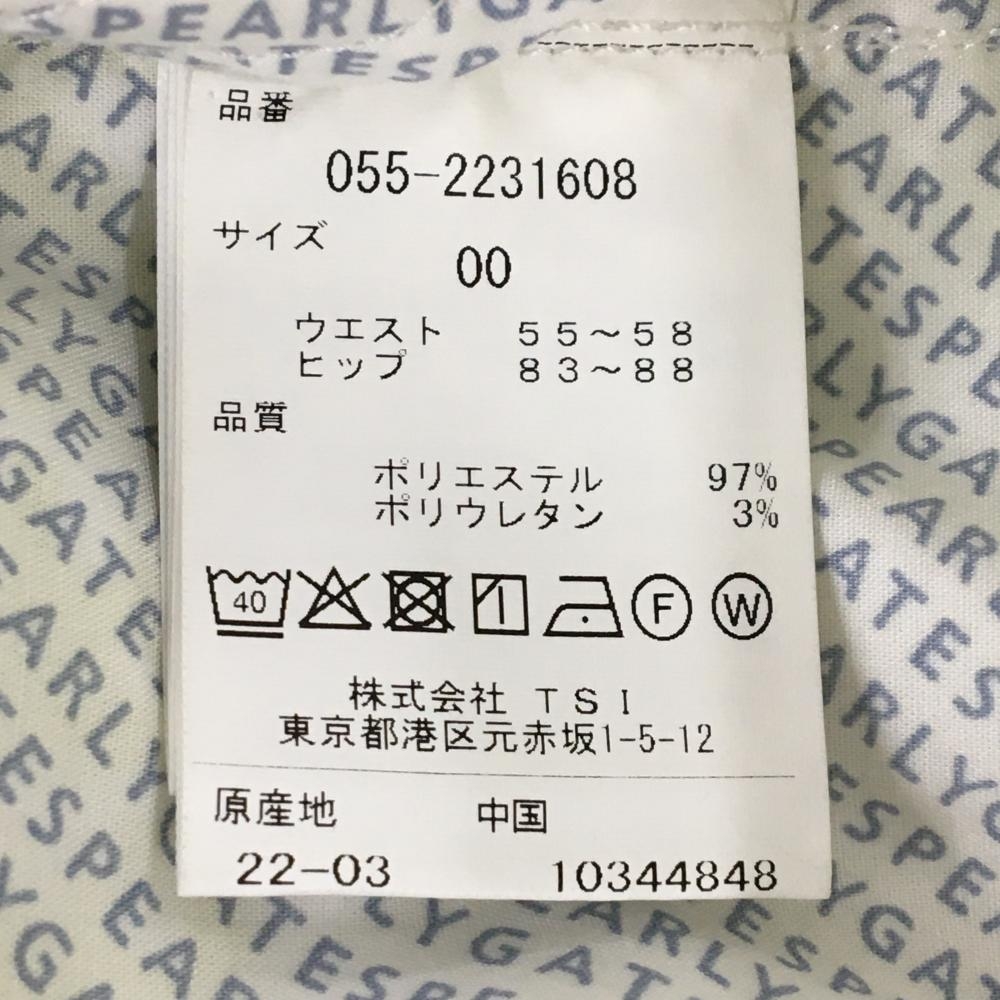 品番
055-2231608
サイズ
00
ウエスト 55～58
ヒップ 83～88
品質
ポリエステル 97%
ポリウレタン 3%
40 F W
株式会社 TSI
東京都港区元赤坂1-5-12
原産地 中国
22-03 10344848
PEARLYGATES